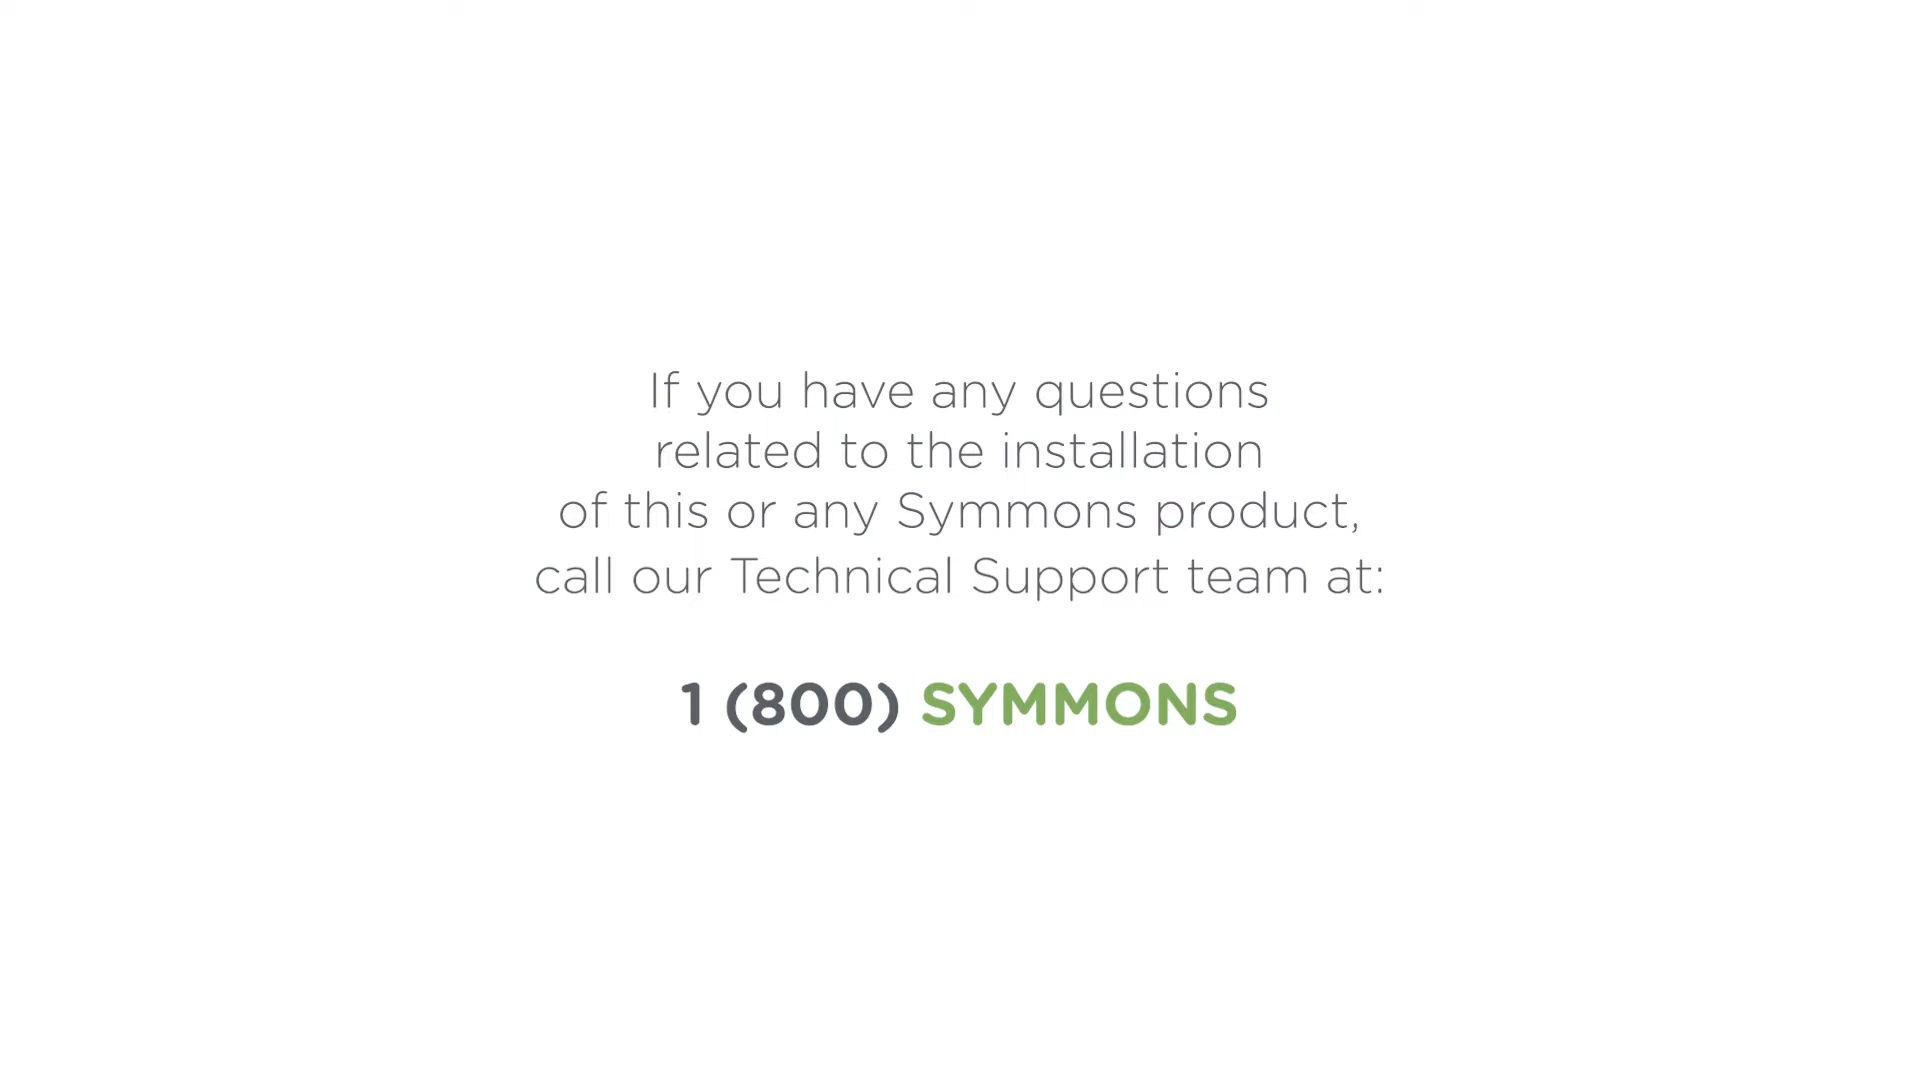 If you have any questions
related to the installation
of this or any Symmons product,
call our Technical Support team at:
1 (800) SYMMONS